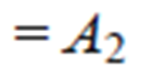 = A₂